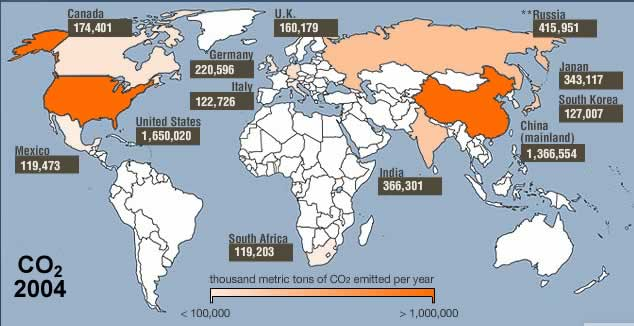 Canada
174,401
U.K.
160,179
**Russia
415,951
Germany
220,596
Italy
122,726
Japan
343,117
South Korea
127,007
United States
1,650,020
China
(mainland)
1,366,554
Mexico
119,473
India
366,301
South Africa
119,203
CO2
2004
thousand metric tons of CO2 emitted per year
< 100,000
> 1,000,000